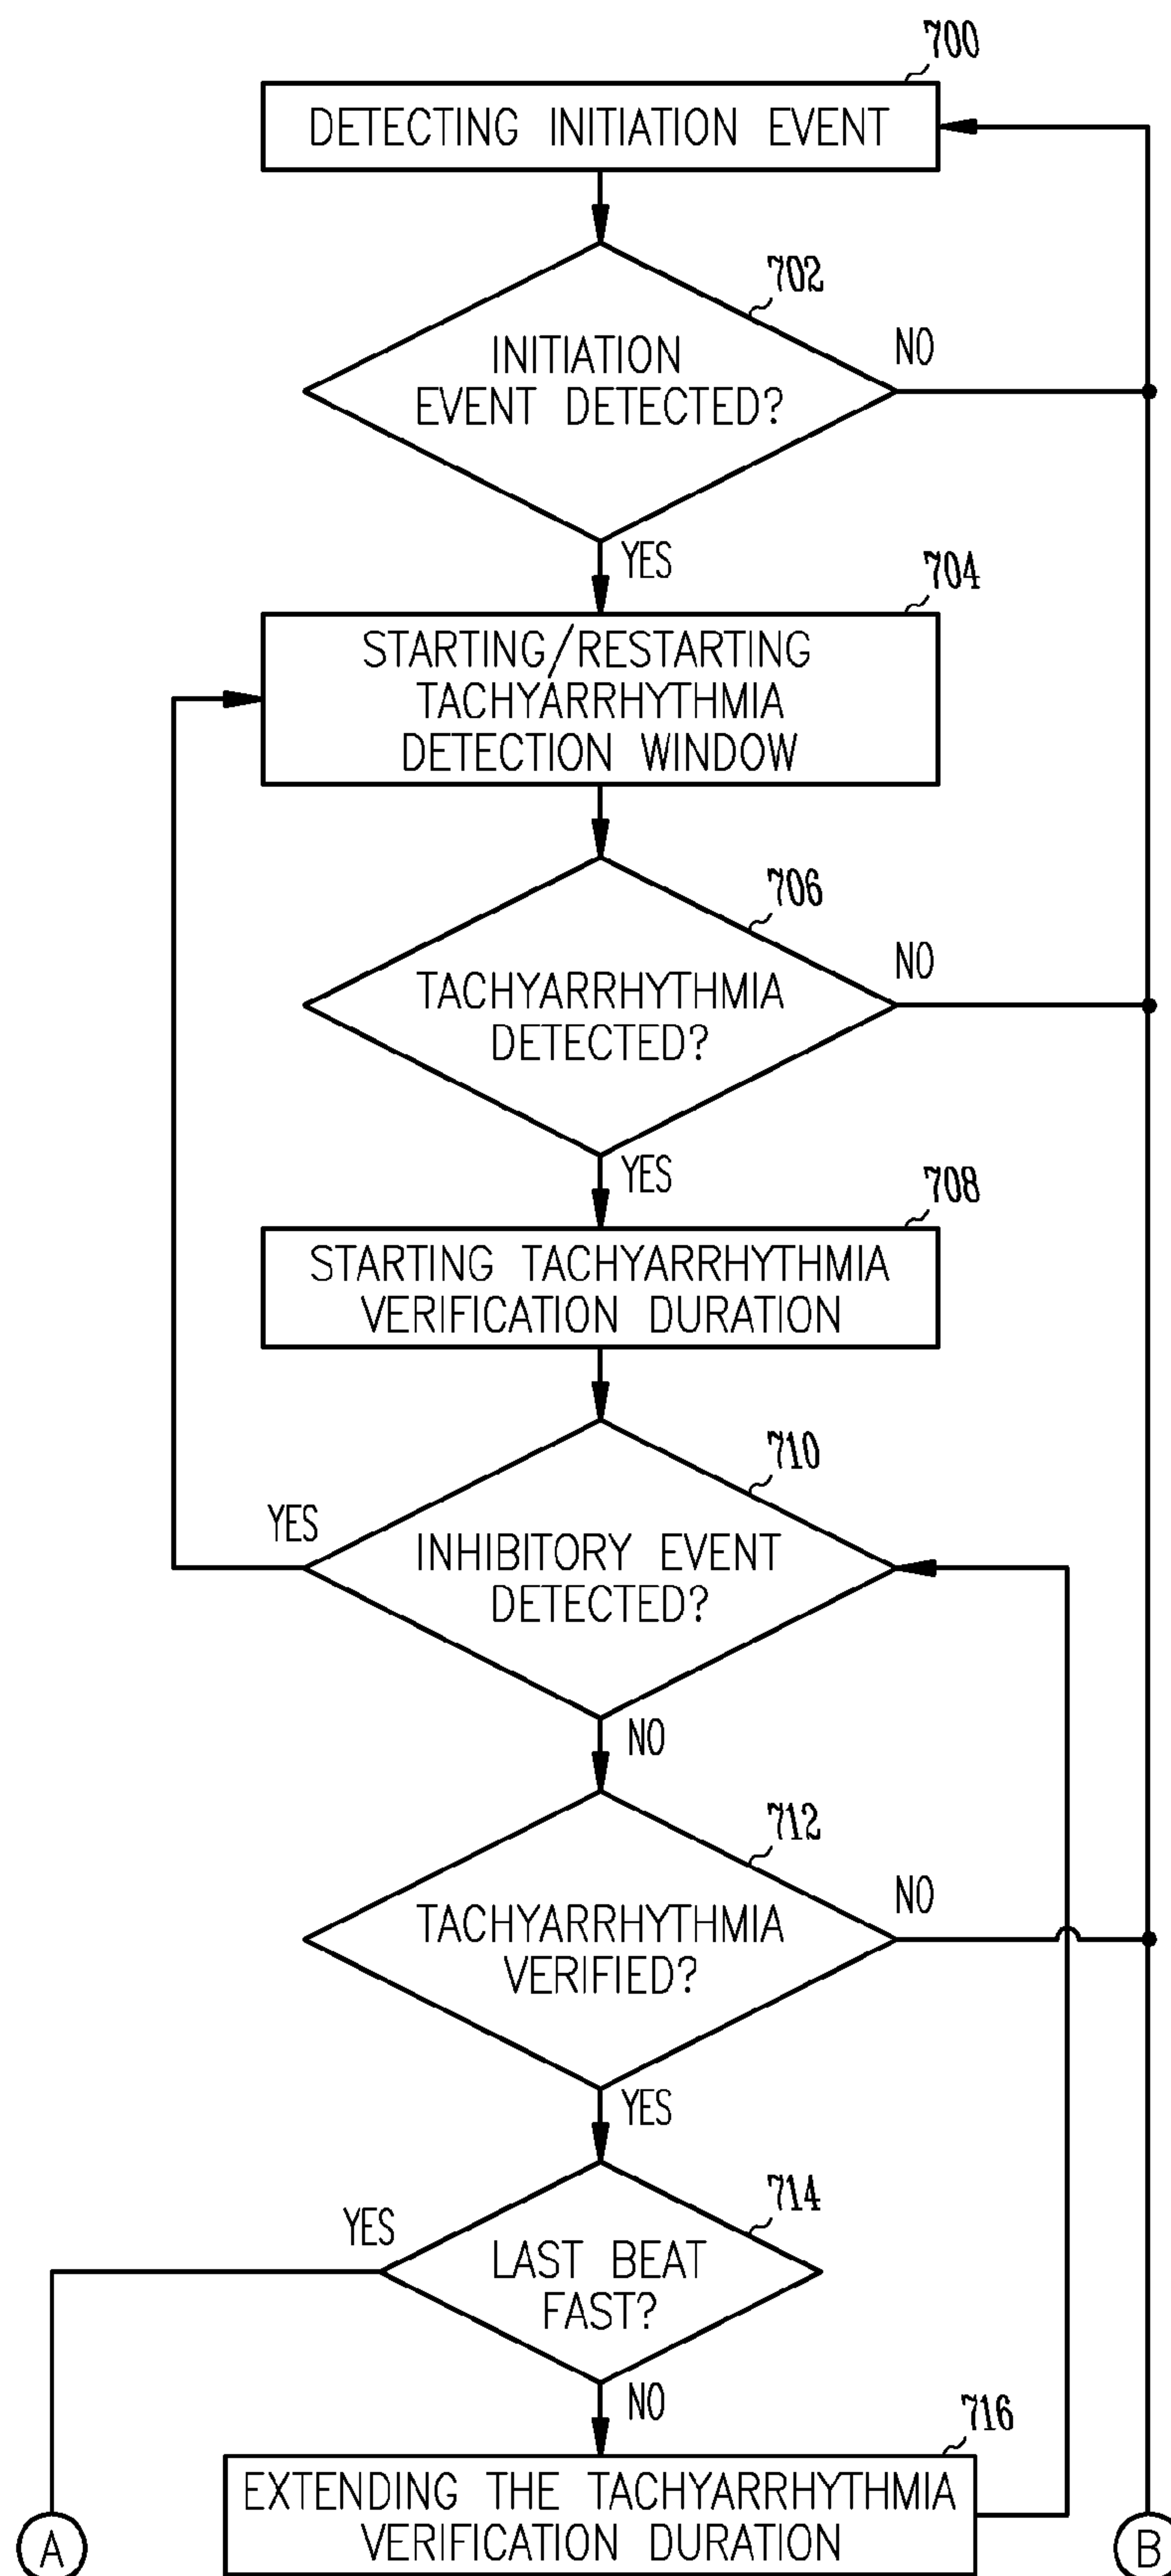 700
DETECTING INITIATION EVENT
702
INITIATION
EVENT DETECTED?
NO
YES
704
STARTING/RESTARTING
TACHYARRHYTHMIA
DETECTION WINDOW
706
TACHYARRHYTHMIA
DETECTED?
NO
YES
708
STARTING TACHYARRHYTHMIA
VERIFICATION DURATION
710
YES
INHIBITORY EVENT
DETECTED?
NO
712
TACHYARRHYTHMIA
VERIFIED?
NO
YES
714
YES
LAST BEAT
FAST?
NO
716
EXTENDING THE TACHYARRHYTHMIA
VERIFICATION DURATION
A
B